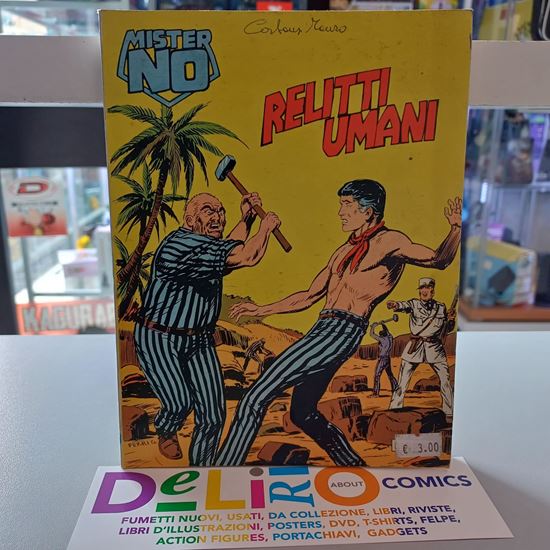 MISTER
NO
RELITTI
UMANI
FERRI G
€ 3.00
DeLiRiO
ABOUT
COMICS
FUMETTI NUOVI, USATI, DA COLLEZIONE, LIBRI, RIVISTE,
LIBRI D'ILLUSTRAZIONI, POSTERS, DVD, T-SHIRTS, FELPE,
ACTION FIGURES, PORTACHIAVI, GADGETS